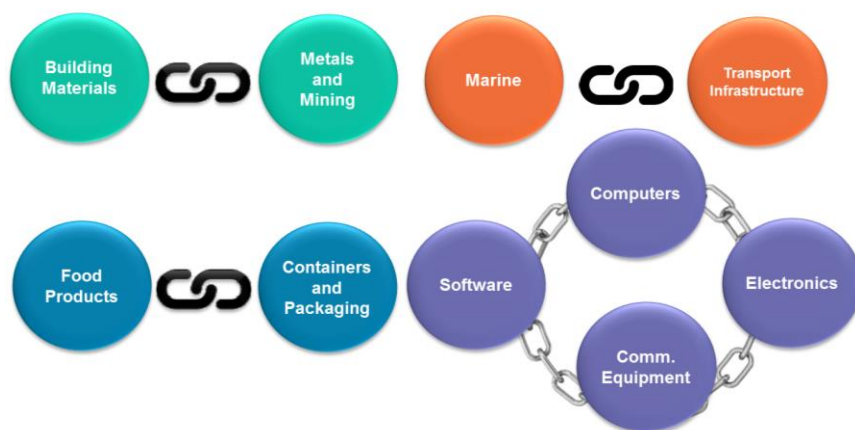 Building
Materials
Metals
and
Mining
Marine
Transport
Infrastructure
Computers
Food
Products
Containers
and
Packaging
Software
Electronics
Comm.
Equipment